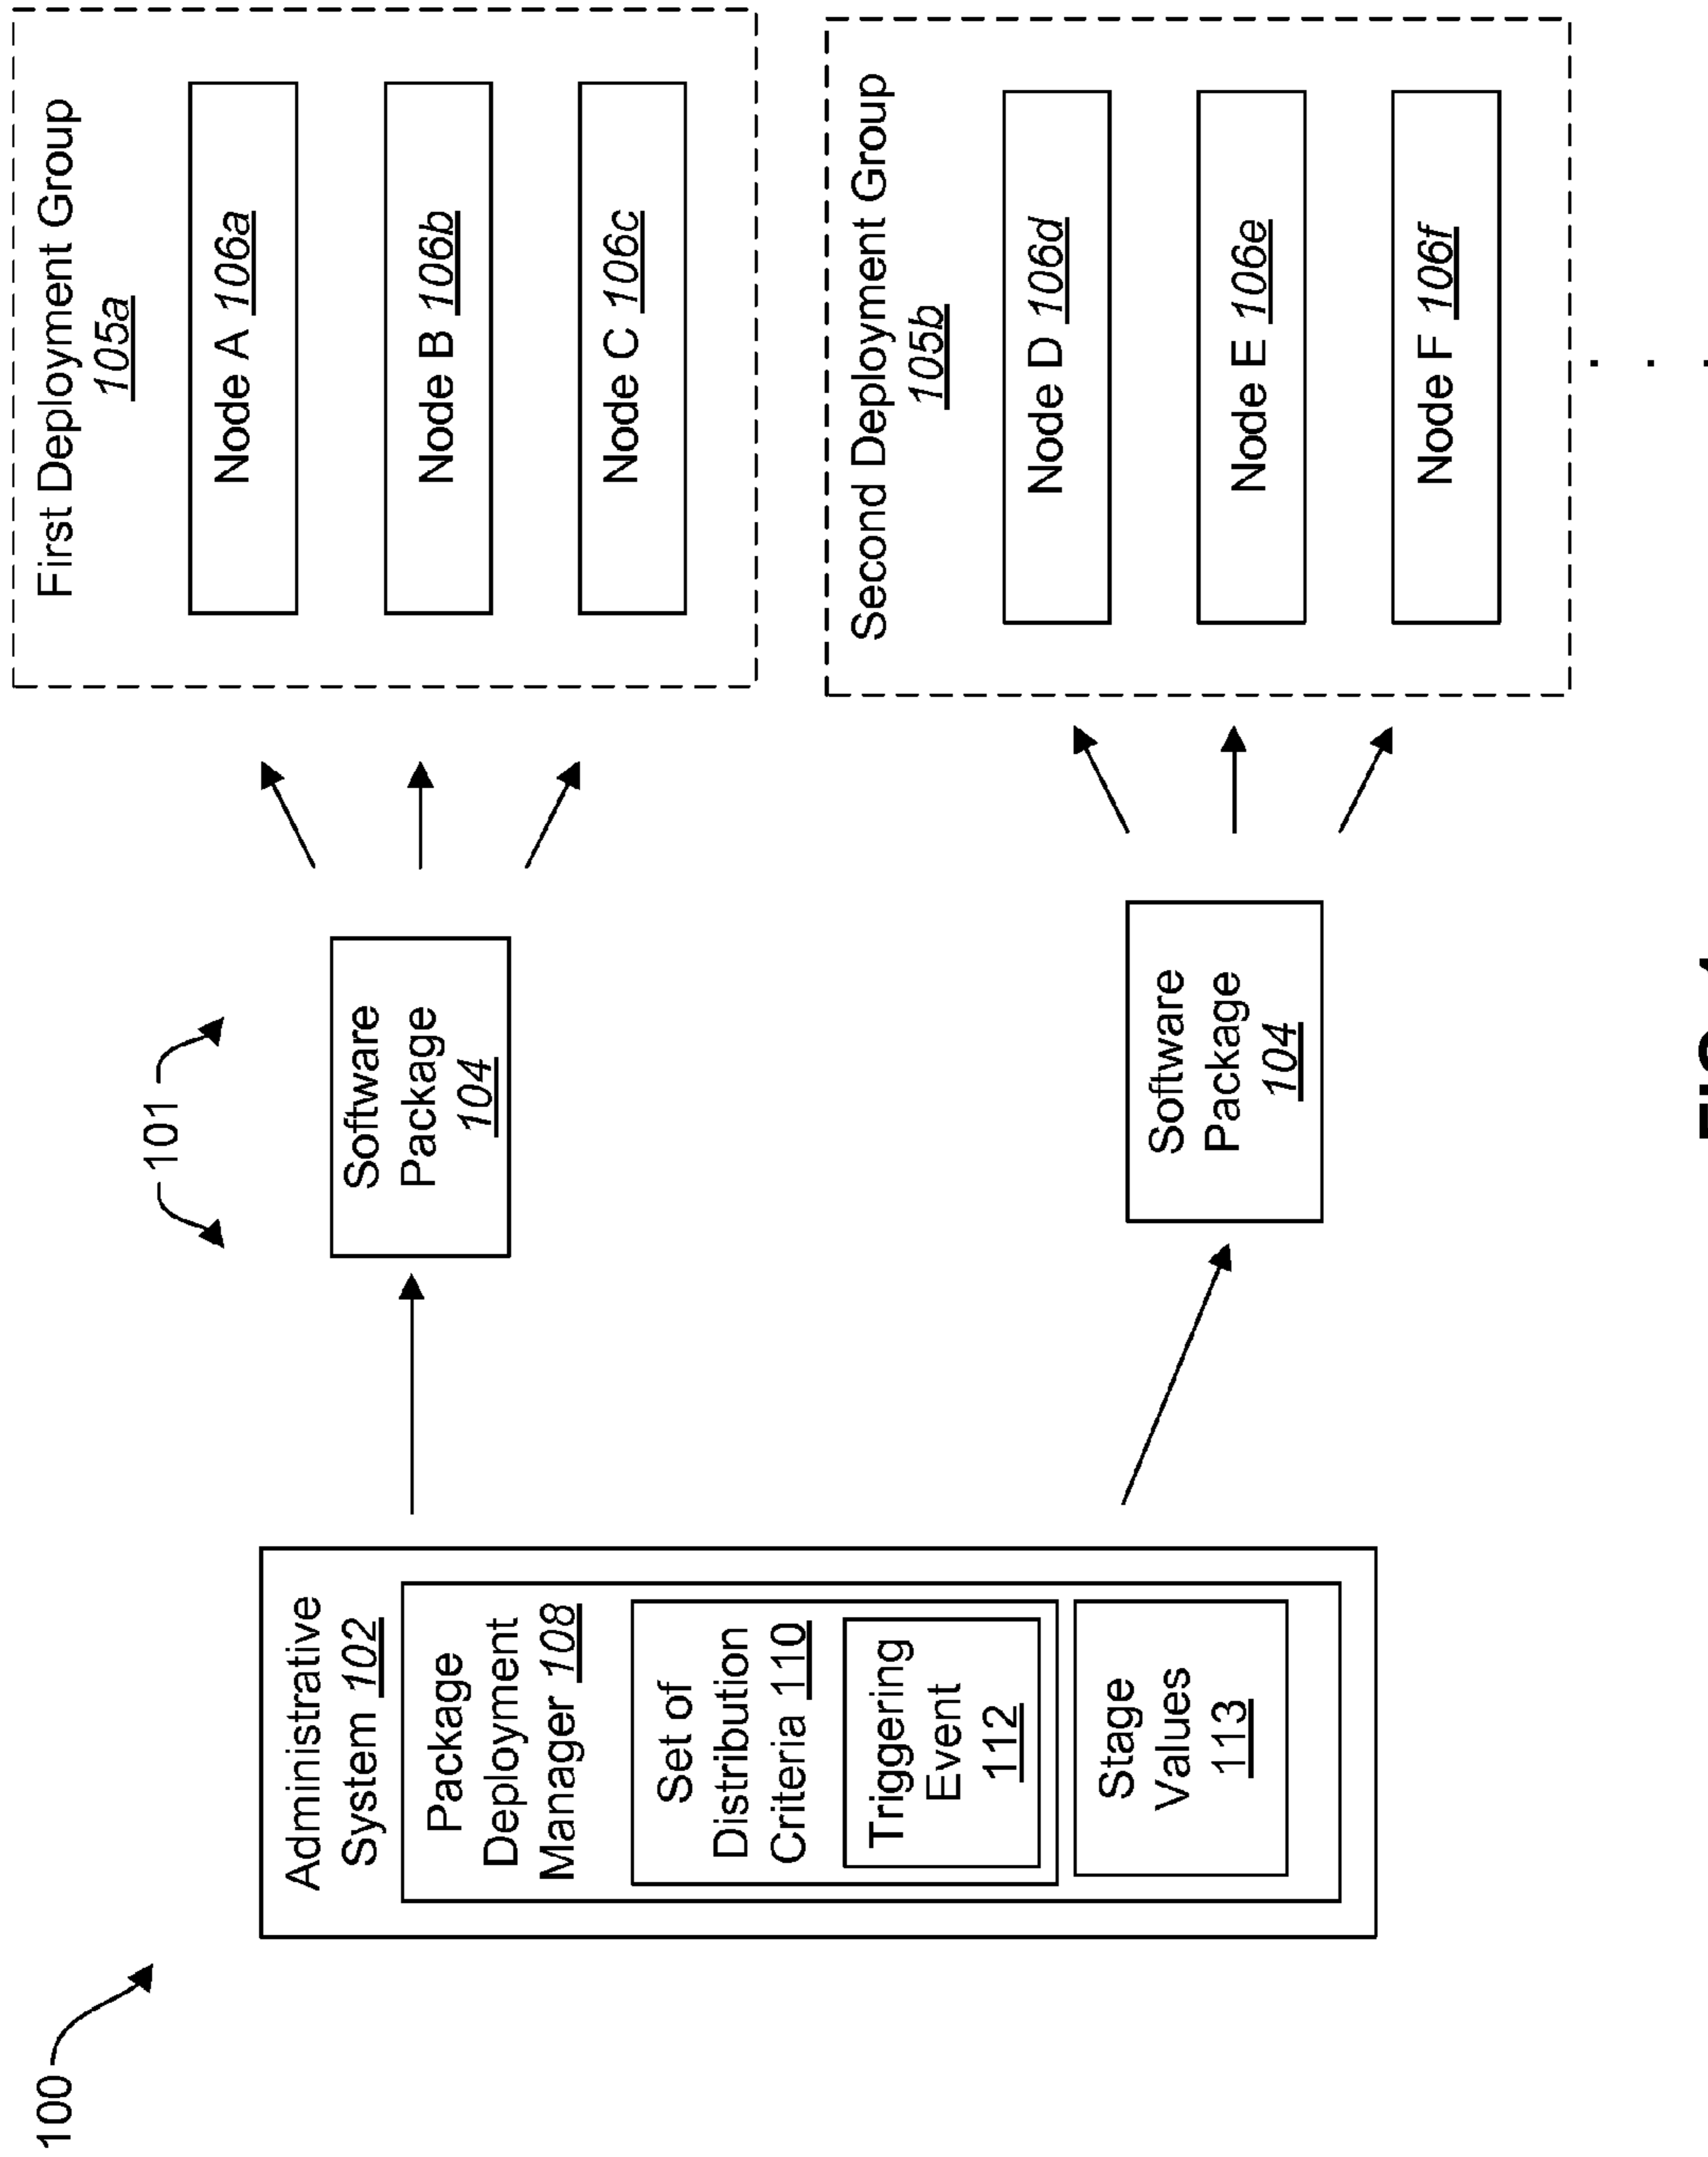 100
101
Administrative
System 102
Package
Deployment
Manager 108
Set of
Distribution
Criteria 110
Triggering
Event
112
Stage
Values
113
Software
Package
104
Software
Package
104
First Deployment Group
105a
Node A 106a
Node B 106b
Node C 106c
Second Deployment Group
105b
Node D 106d
Node E 106e
Node F 106f
. . .